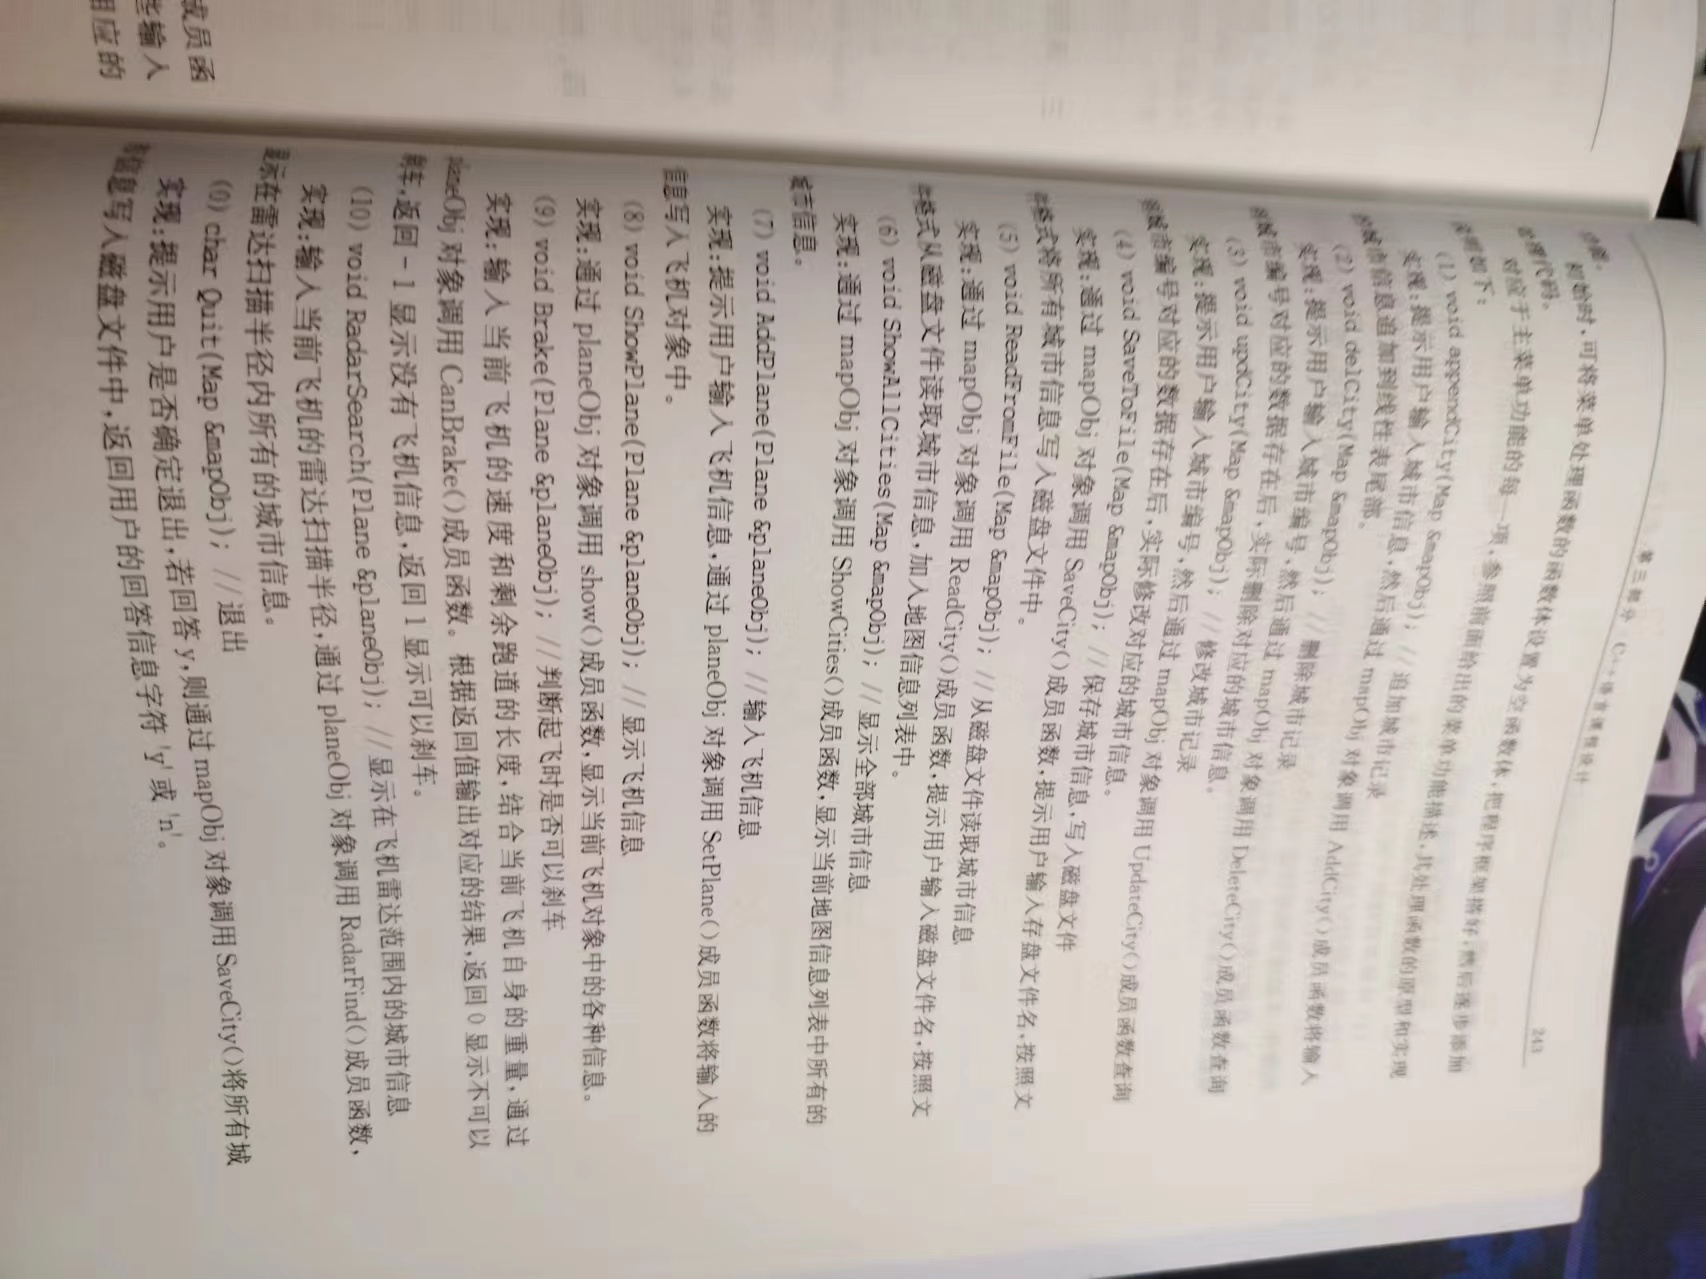 第三部分 C++语言课程设计
243
功能。
初始时,可将菜单处理函数的函数体设置为空函数体,把程序框架搭好,然后逐步添加
处理代码。
对应于主菜单功能的每一项,参照前面给出的菜单功能描述,其处理函数的原型和实现
说明如下:
(1) void appendCity(Map &mapObj); //追加城市记录
实现:提示用户输入城市信息,然后通过 mapObj 对象调用 AddCity()成员函数将输入
的城市信息追加到线性表尾部。
(2) void delCity(Map &mapObj); //删除城市记录
实现:提示用户输入城市编号,然后通过 mapObj 对象调用 DeleteCity()成员函数查询
城市编号对应的数据存在后,实际删除对应的城市信息。
(3) void updCity(Map &mapObj); //修改城市记录
实现:提示用户输入城市编号,然后通过 mapObj 对象调用 UpdateCity()成员函数查询
城市编号对应的数据存在后,实际修改对应的城市信息。
(4) void SaveToFile(Map &mapObj); //保存城市信息,写入磁盘文件
实现:通过 mapObj 对象调用 SaveCity()成员函数,提示用户输入存盘文件名,按照文
件格式将所有城市信息写入磁盘文件中。
(5) void ReadFromFile(Map &mapObj); //从磁盘文件读取城市信息
实现:通过 mapObj 对象调用 ReadCity()成员函数,提示用户输入磁盘文件名,按照文
件格式从磁盘文件读取城市信息,加入地图信息列表中。
(6) void ShowAllCities(Map &mapObj); //显示全部城市信息
实现:通过 mapObj 对象调用 ShowCities()成员函数,显示当前地图信息列表中所有的
城市信息。
(7) void AddPlane(Plane &planeObj); //输入飞机信息
实现:提示用户输入飞机信息,通过 planeObj 对象调用 SetPlane()成员函数将输入的
信息写入飞机对象中。
(8) void ShowPlane(Plane &planeObj); //显示飞机信息
实现:通过 planeObj 对象调用 show()成员函数,显示当前飞机对象中的各种信息。
(9) void Brake(Plane &planeObj); //判断起飞时是否可以刹车
实现:输入当前飞机的速度和剩余跑道的长度,结合当前飞机自身的重量,通过
planeObj 对象调用 CanBrake()成员函数。根据返回值输出对应的结果,返回 0 显示不可以
刹车,返回 -1 显示没有飞机信息,返回 1 显示可以刹车。
(10) void RadarSearch(Plane &planeObj); //显示在飞机雷达范围内的城市信息
实现:输入当前飞机的雷达扫描半径,通过 planeObj 对象调用 RadarFind()成员函数,
显示在雷达扫描半径内所有的城市信息。
(0) char Quit(Map &mapObj); //退出
实现:提示用户是否确定退出,若回答 y,则通过 mapObj 对象调用 SaveCity()将所有城
市信息写入磁盘文件中,返回用户的回答信息字符 'y' 或 'n'。
成员函
些输入
相应的